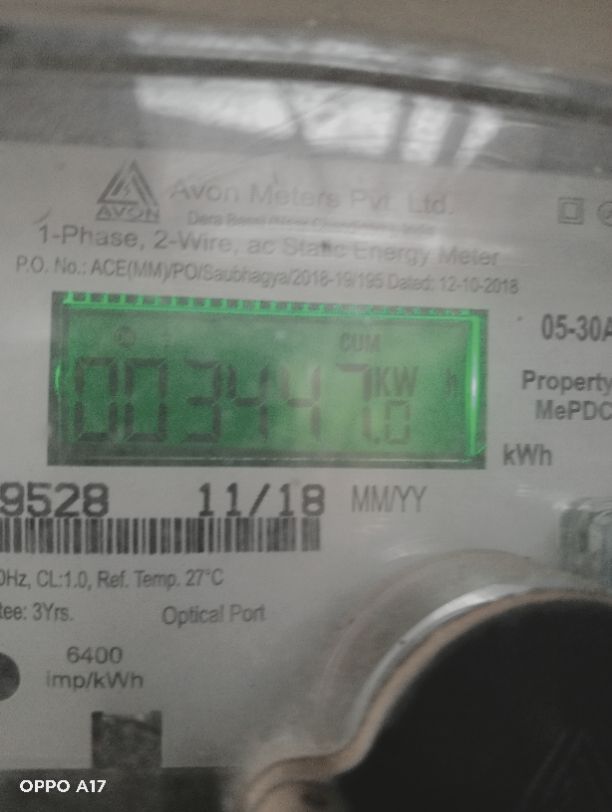 AVON
Avon Meters Pvt. Ltd.
1-Phase, 2-Wire, ac Static Energy Meter
P.O. No.: ACE(MM)/PO/Saubhagya/2018-19/195 Dated: 12-10-2018
CUM
003447.0 KW h
05-30A
Property
MePDC
kWh
9528 11/18 MM/YY
0Hz, CL:1.0, Ref. Temp. 27°C
tee: 3Yrs. Optical Port
6400
imp/kWh
OPPO A17